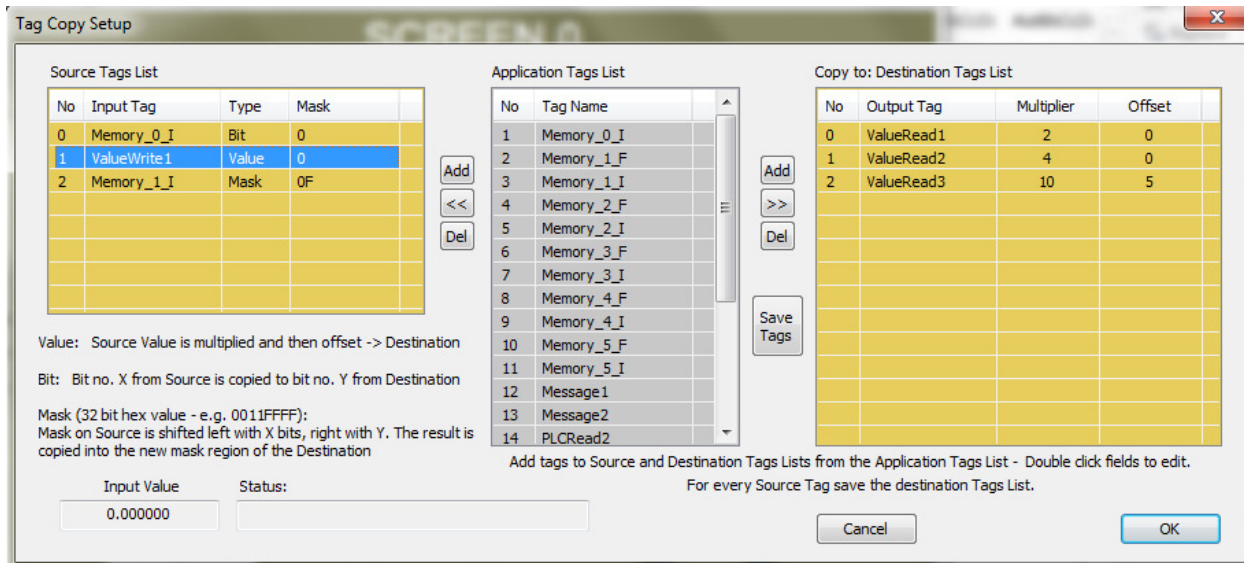 Tag Copy Setup
SCREEN 0
Source Tags List
No Input Tag Type Mask
0 Memory_0_I Bit 0
1 ValueWrite1 Value 0
2 Memory_1_I Mask 0F
Add
<<
Del
Application Tags List
No Tag Name
1 Memory_0_I
2 Memory_1_F
3 Memory_1_I
4 Memory_2_F
5 Memory_2_I
6 Memory_3_F
7 Memory_3_I
8 Memory_4_F
9 Memory_4_I
10 Memory_5_F
11 Memory_5_I
12 Message1
13 Message2
14 PLCRead2
Add
>>
Del
Save
Tags
Copy to: Destination Tags List
No Output Tag Multiplier Offset
0 ValueRead1 2 0
1 ValueRead2 4 0
2 ValueRead3 10 5
Value: Source Value is multiplied and then offset -> Destination
Bit: Bit no. X from Source is copied to bit no. Y from Destination
Mask (32 bit hex value - e.g. 0011FFFF):
Mask on Source is shifted left with X bits, right with Y. The result is
copied into the new mask region of the Destination
Add tags to Source and Destination Tags Lists from the Application Tags List - Double click fields to edit.
For every Source Tag save the destination Tags List.
Input Value Status:
0.000000
Cancel
OK